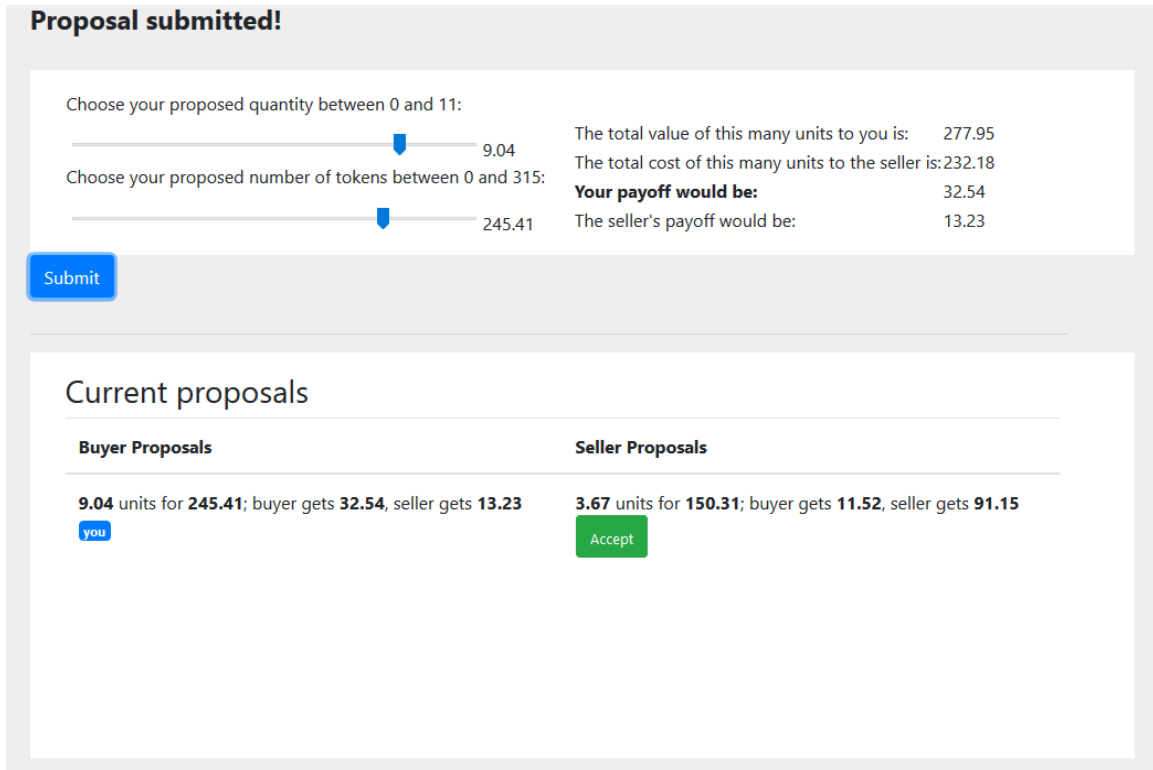 Proposal submitted!
Choose your proposed quantity between 0 and 11:
9.04
Choose your proposed number of tokens between 0 and 315:
245.41
The total value of this many units to you is: 277.95
The total cost of this many units to the seller is:232.18
Your payoff would be: 32.54
The seller's payoff would be: 13.23
Submit
Current proposals
Buyer Proposals
Seller Proposals
9.04 units for 245.41; buyer gets 32.54, seller gets 13.23
you
3.67 units for 150.31; buyer gets 11.52, seller gets 91.15
Accept